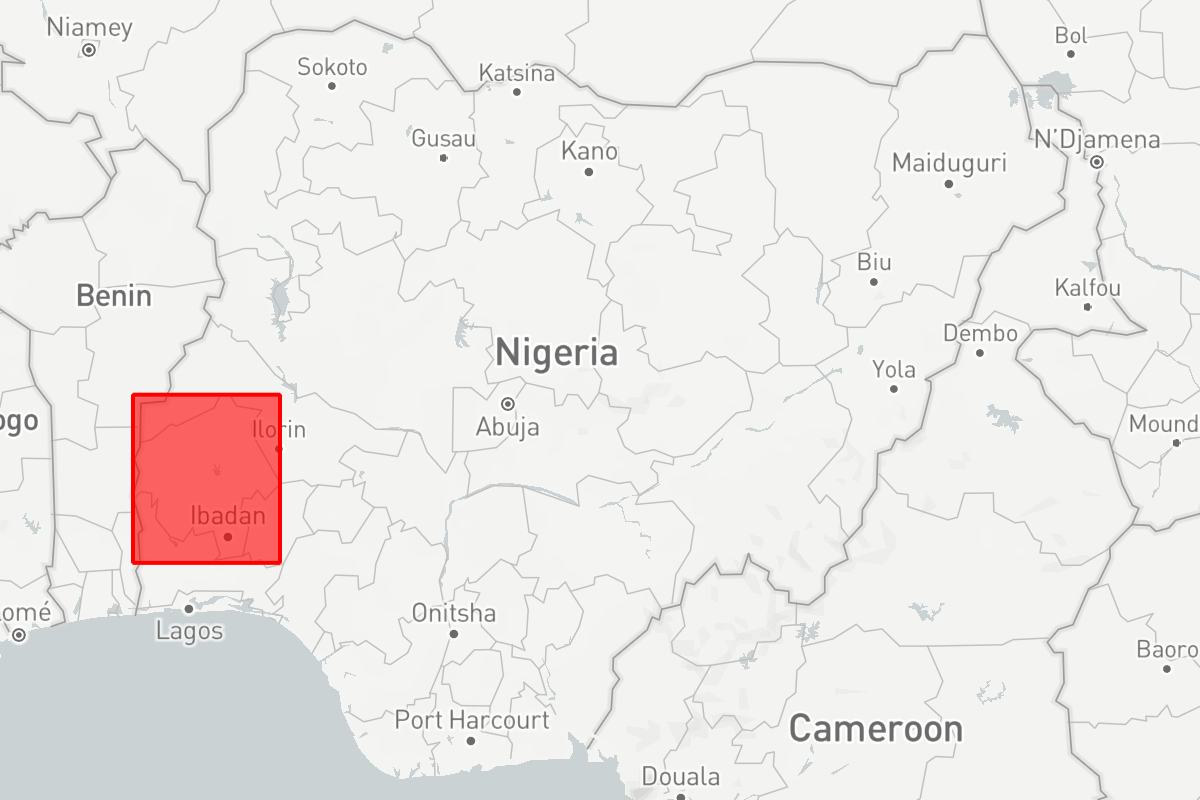 Niamey
Bol
Sokoto
Katsina
Gusau
Kano
N'Djamena
Maiduguri
Biu
Benin
Kalfou
Nigeria
Dembo
Yola
ogo
Abuja
Ilorin
Mound
Ibadan
omé
Onitsha
Lagos
Baoro
Port Harcourt
Cameroon
Douala